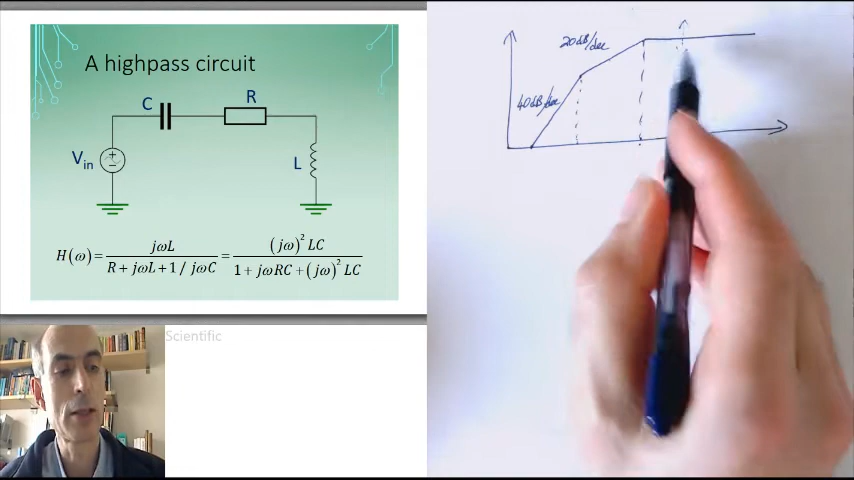 A highpass circuit
C
R
V_in
L
H(ω) = jωL / (R + jωL + 1 / jωC) = (jω)² LC / (1 + jωRC + (jω)² LC)
Scientific
20dB/dec
40dB/dec